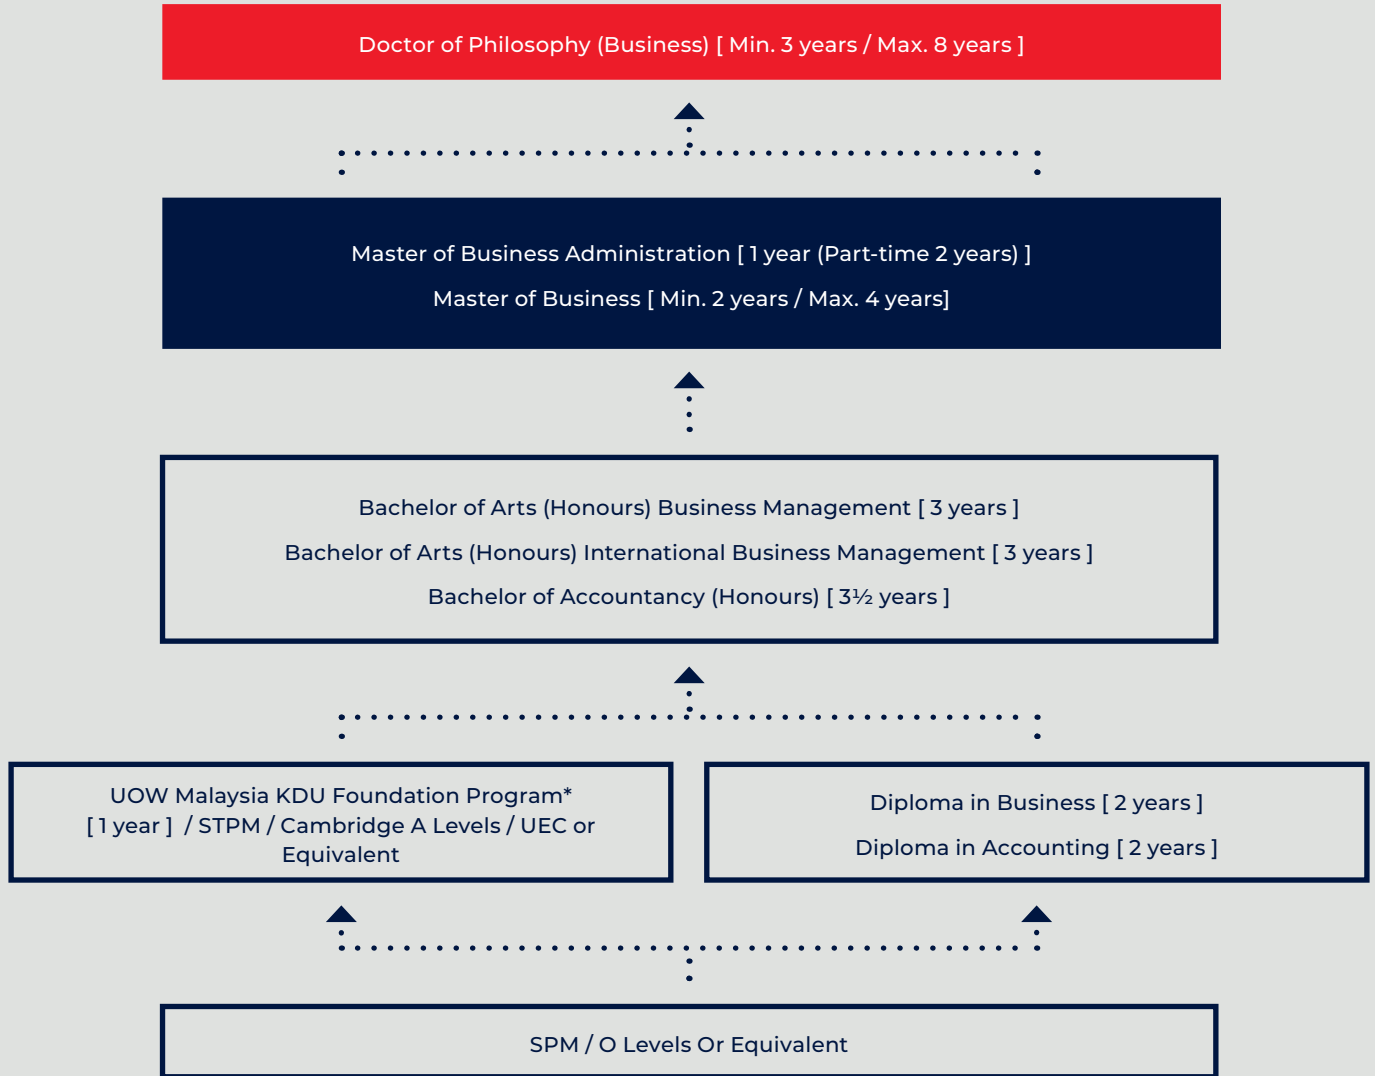 Doctor of Philosophy (Business) [ Min. 3 years / Max. 8 years ]
Master of Business Administration [ 1 year (Part-time 2 years) ]
Master of Business [ Min. 2 years / Max. 4 years]
Bachelor of Arts (Honours) Business Management [ 3 years ]
Bachelor of Arts (Honours) International Business Management [ 3 years ]
Bachelor of Accountancy (Honours) [ 3½ years ]
UOW Malaysia KDU Foundation Program*
[ 1 year ] / STPM / Cambridge A Levels / UEC or
Equivalent
Diploma in Business [ 2 years ]
Diploma in Accounting [ 2 years ]
SPM / O Levels Or Equivalent